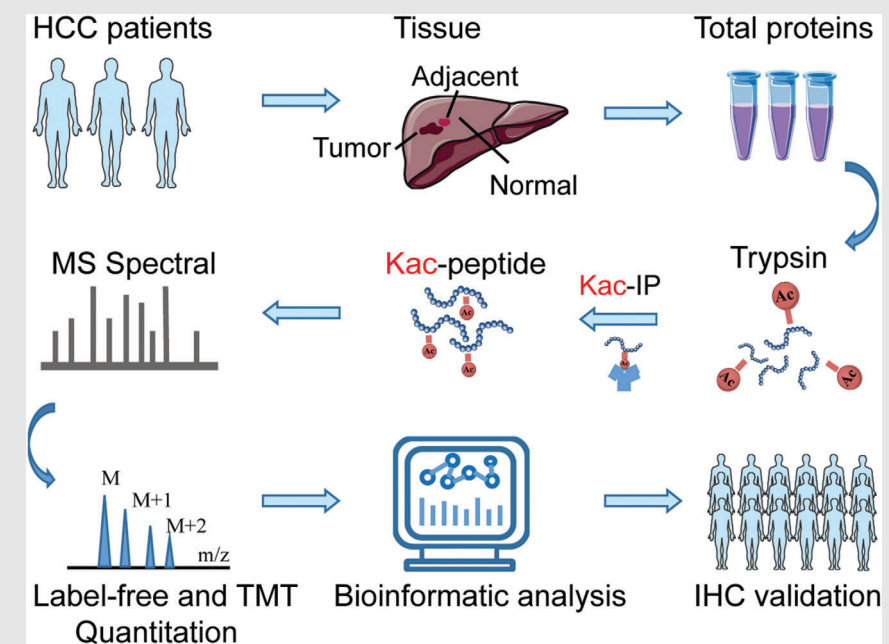 HCC patients
Tissue
Total proteins
Adjacent
Tumor
Normal
MS Spectral
Kac-peptide
Kac-IP
Trypsin
Ac
Ac
Ac
Ac
Ac
Ac
Ac
M
M+1
M+2
m/z
Label-free and TMT
Quantitation
Bioinformatic analysis
IHC validation